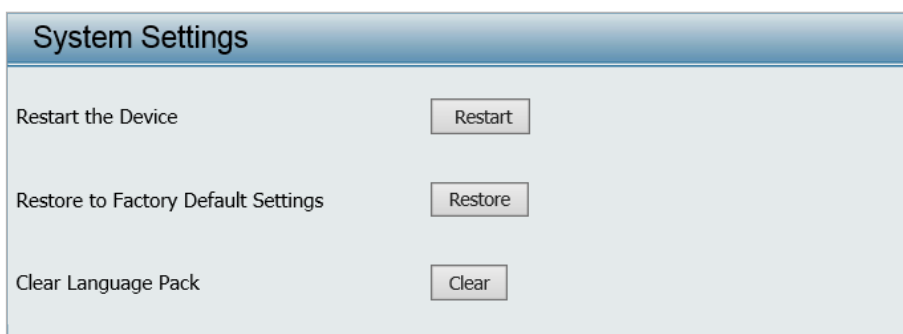 System Settings
Restart the Device Restart
Restore to Factory Default Settings Restore
Clear Language Pack Clear